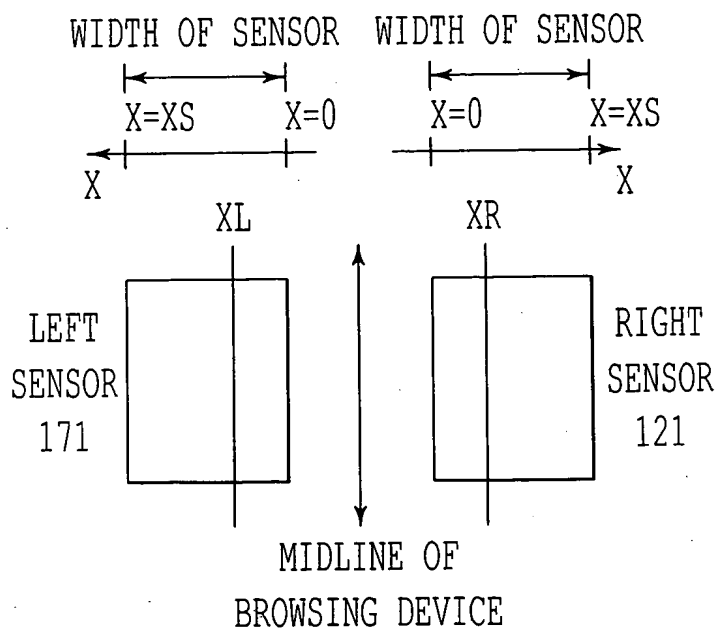 WIDTH OF SENSOR
WIDTH OF SENSOR
X=XS
X=0
X=0
X=XS
X
X
XL
XR
LEFT
SENSOR
171
RIGHT
SENSOR
121
MIDLINE OF
BROWSING DEVICE